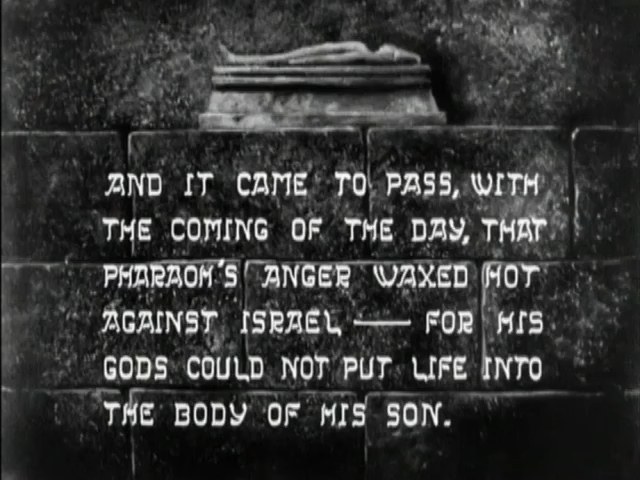 AND IT CAME TO PASS, WITH
THE COMING OF THE DAY, THAT
PHARAOH'S ANGER WAXED HOT
AGAINST ISRAEL — FOR HIS
GODS COULD NOT PUT LIFE INTO
THE BODY OF HIS SON.